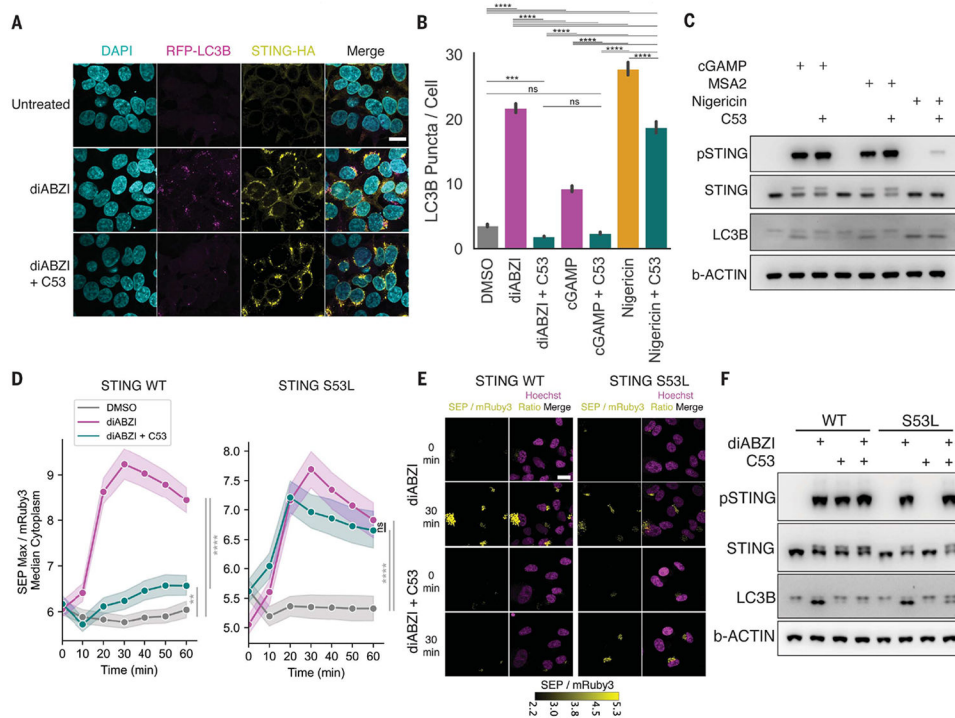 A
DAPI RFP-LC3B STING-HA Merge
Untreated
diABZI
diABZI
+ C53
B
LC3B Puncta / Cell
30
20
10
0
****
****
****
****
****
****
***
ns
ns
DMSO
diABZI
diABZI + C53
cGAMP
cGAMP + C53
Nigericin
Nigericin + C53
C
cGAMP + +
MSA2 + +
Nigericin + +
C53 + + +
pSTING
STING
LC3B
b-ACTIN
D
STING WT STING S53L
DMSO
diABZI
diABZI + C53
SEP Max / mRuby3
Median Cytoplasm
9
8
7
6
****
**
0 10 20 30 40 50 60
Time (min)
8.0
7.5
7.0
6.5
6.0
5.5
5.0
ns
****
0 10 20 30 40 50 60
Time (min)
E
STING WT STING S53L
Hoechst Hoechst
SEP / mRuby3 Ratio Merge SEP / mRuby3 Ratio Merge
diABZI
0
min
30
min
diABZI + C53
0
min
30
min
SEP / mRuby3
2.2 3.0 3.8 4.5 5.3
F
WT S53L
diABZI + + + +
C53 + + + +
pSTING
STING
LC3B
b-ACTIN